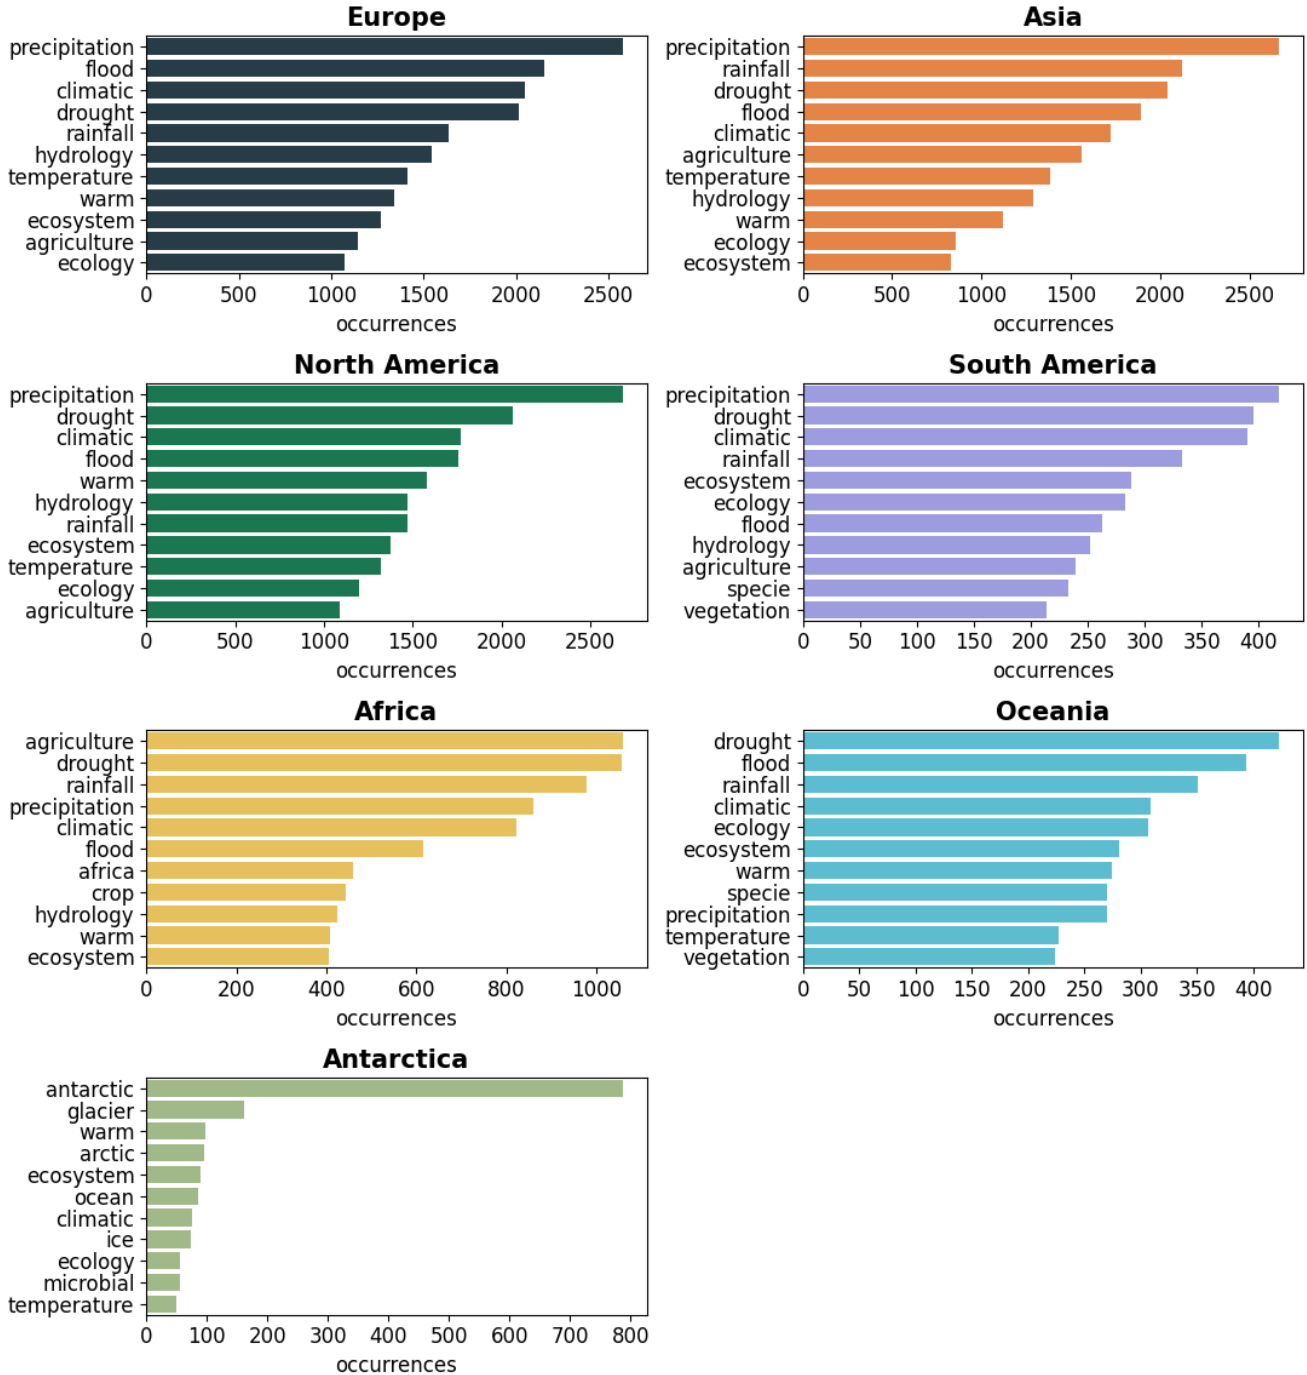 Europe
precipitation
flood
climatic
drought
rainfall
hydrology
temperature
warm
ecosystem
agriculture
ecology
0 500 1000 1500 2000 2500
occurrences
Asia
precipitation
rainfall
drought
flood
climatic
agriculture
temperature
hydrology
warm
ecology
ecosystem
0 500 1000 1500 2000 2500
occurrences
North America
precipitation
drought
climatic
flood
warm
hydrology
rainfall
ecosystem
temperature
ecology
agriculture
0 500 1000 1500 2000 2500
occurrences
South America
precipitation
drought
climatic
rainfall
ecosystem
ecology
flood
hydrology
agriculture
specie
vegetation
0 50 100 150 200 250 300 350 400
occurrences
Africa
agriculture
drought
rainfall
precipitation
climatic
flood
africa
crop
hydrology
warm
ecosystem
0 200 400 600 800 1000
occurrences
Oceania
drought
flood
rainfall
climatic
ecology
ecosystem
warm
specie
precipitation
temperature
vegetation
0 50 100 150 200 250 300 350 400
occurrences
Antarctica
antarctic
glacier
warm
arctic
ecosystem
ocean
climatic
ice
ecology
microbial
temperature
0 100 200 300 400 500 600 700 800
occurrences